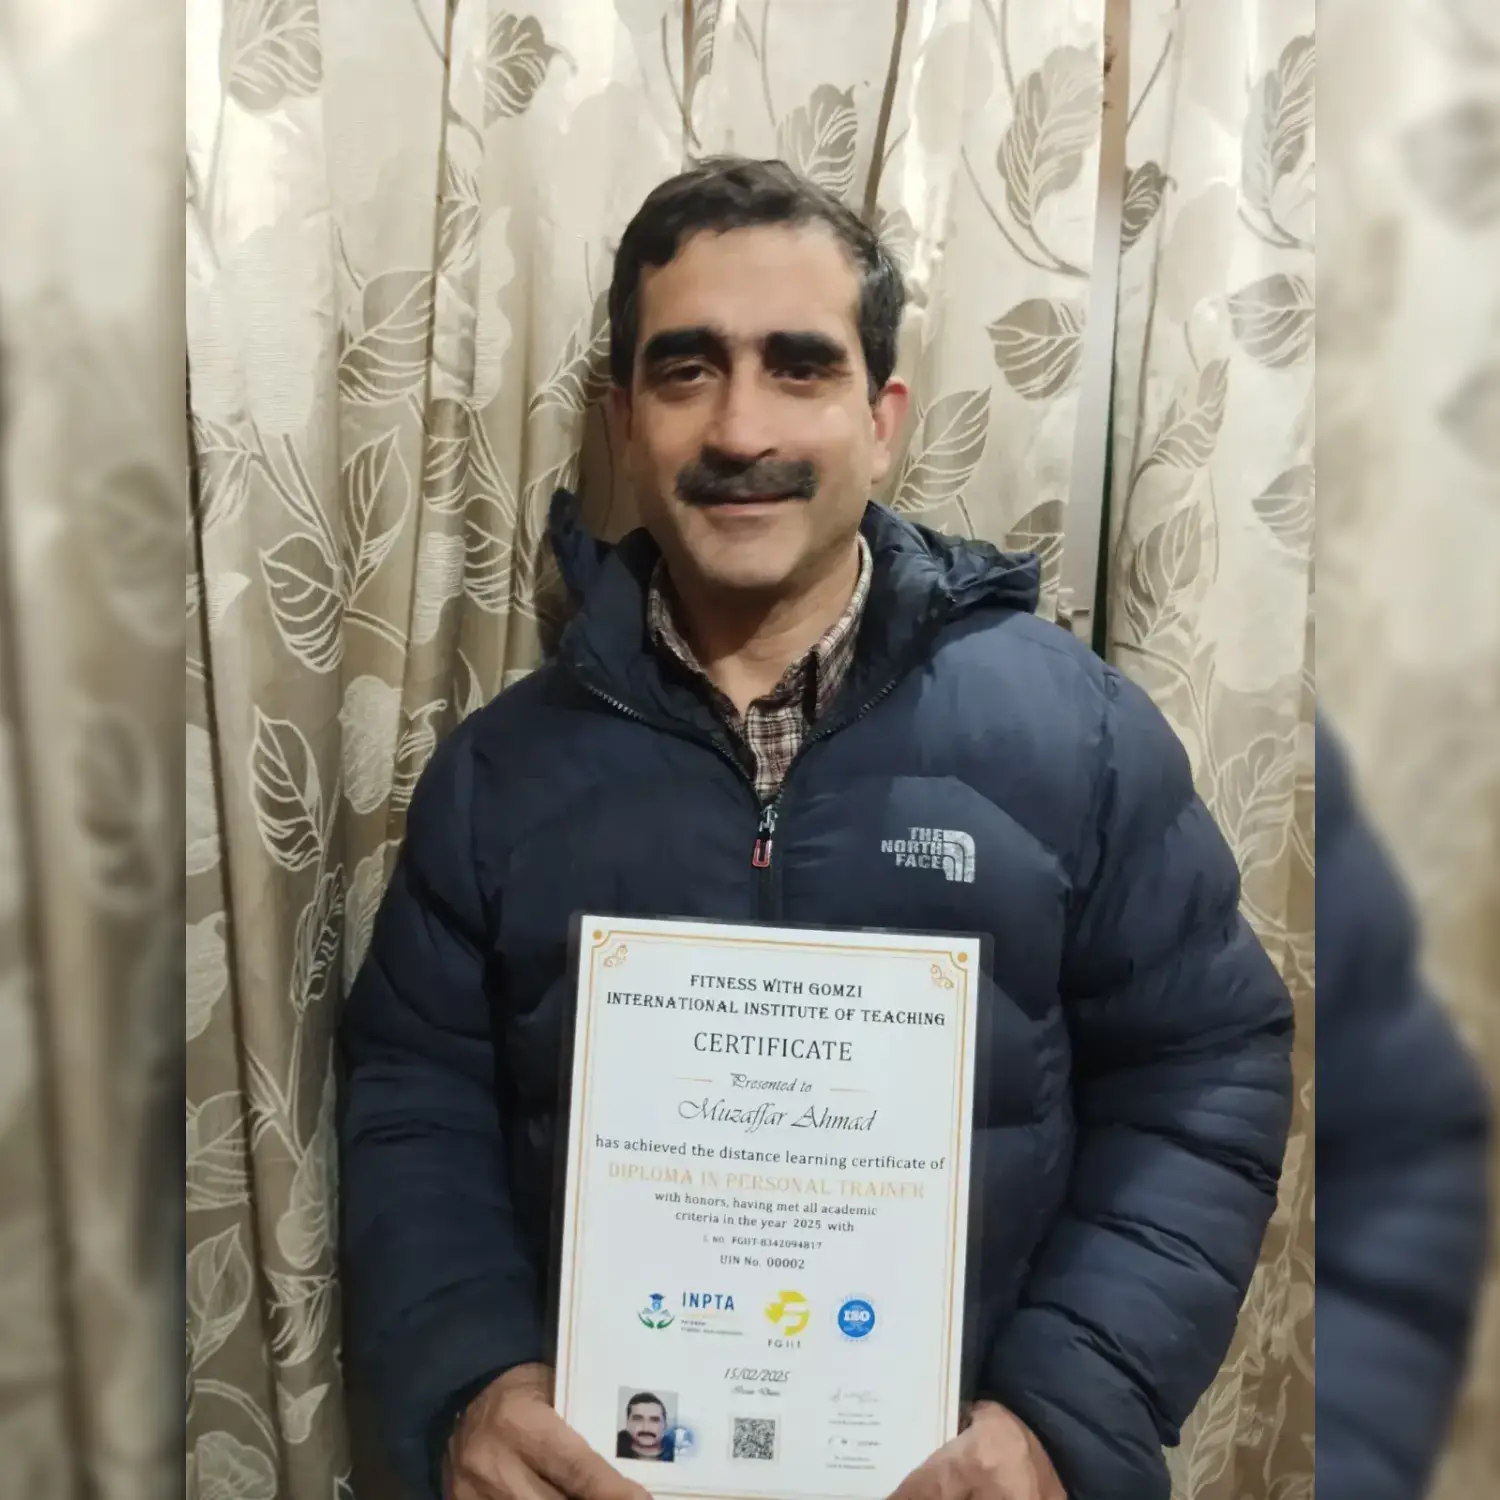 THE
NORTH
FACE
FITNESS WITH GOMZI
INTERNATIONAL INSTITUTE OF TEACHING
CERTIFICATE
Presented to
Muzaffar Ahmad
has achieved the distance learning certificate of
DIPLOMA IN PERSONAL TRAINER
with honors, having met all academic
criteria in the year 2025 with
UIN No. 00002
INPTA
FGIIT
ISO
15/02/2025